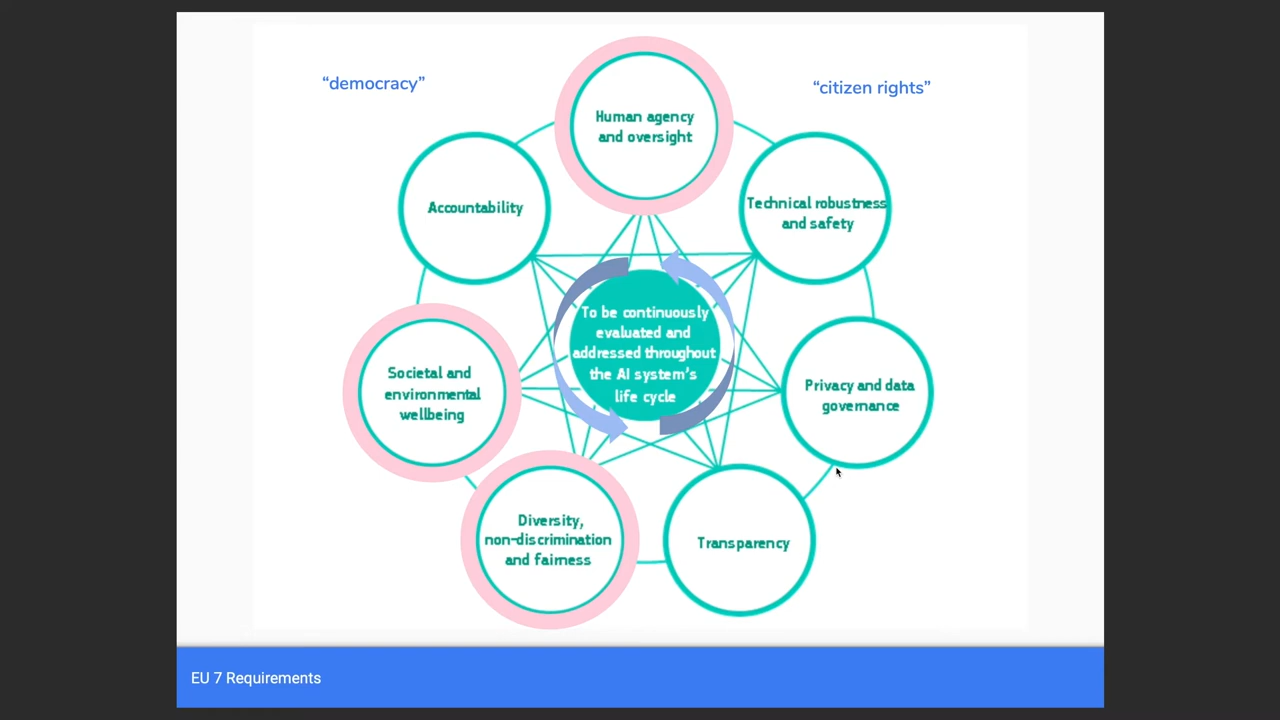 “democracy”
“citizen rights”
Human agency
and oversight
Accountability
Technical robustness
and safety
To be continuously
evaluated and
addressed throughout
the AI system’s
life cycle
Societal and
environmental
wellbeing
Privacy and data
governance
Diversity,
non-discrimination
and fairness
Transparency
EU 7 Requirements